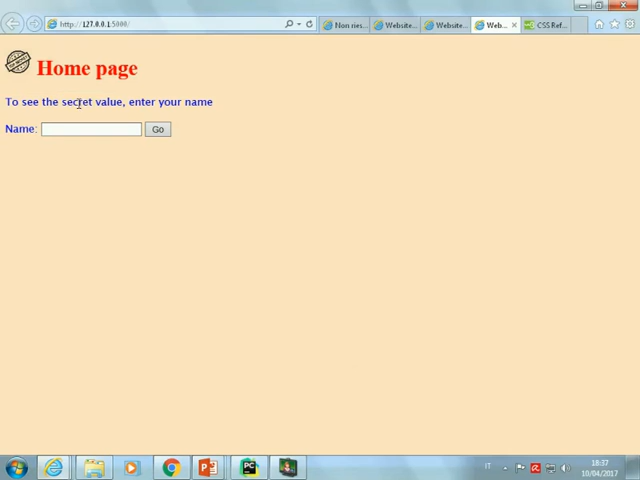 http://127.0.0.1:5000/
Non ries...
Website...
Website...
Web...
CSS Ref...
Home page
To see the secret value, enter your name
Name:
Go
IT
18:37
10/04/2017